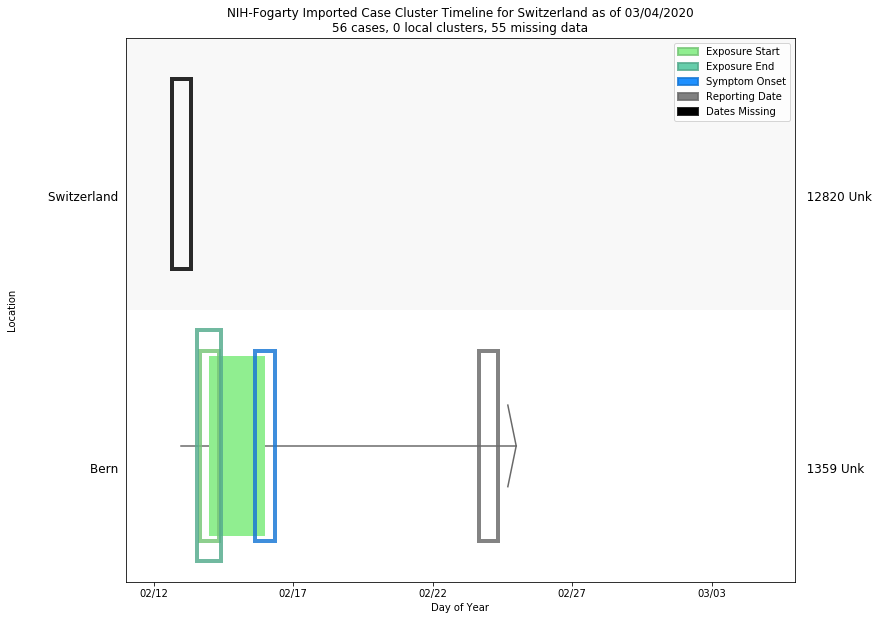 NIH-Fogarty Imported Case Cluster Timeline for Switzerland as of 03/04/2020
56 cases, 0 local clusters, 55 missing data
Exposure Start
Exposure End
Symptom Onset
Reporting Date
Dates Missing
Switzerland
12820 Unk
Location
Bern
1359 Unk
02/12
02/17
02/22
02/27
03/03
Day of Year